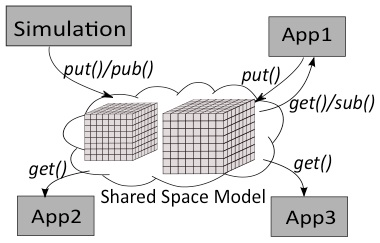 Simulation
App1
put()/pub()
put()
get()/sub()
get()
get()
Shared Space Model
App2
App3